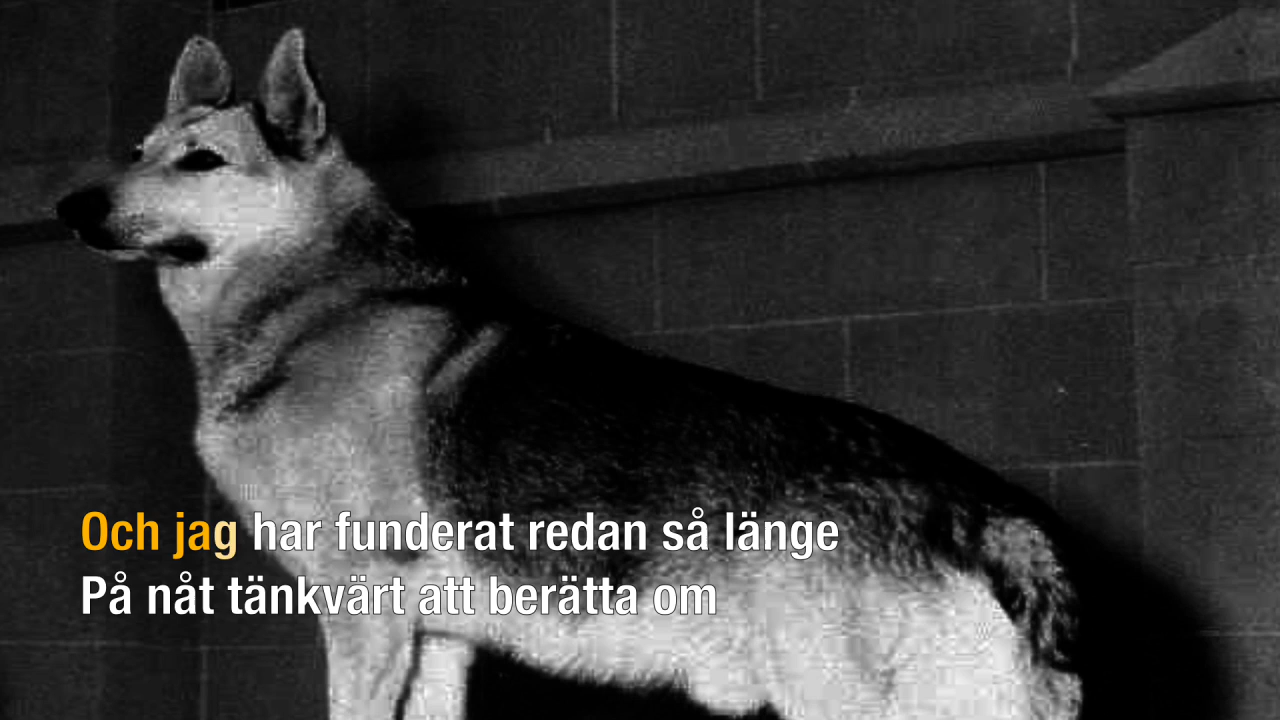 Och jag har funderat redan så länge
På nåt tänkvärt att berätta om